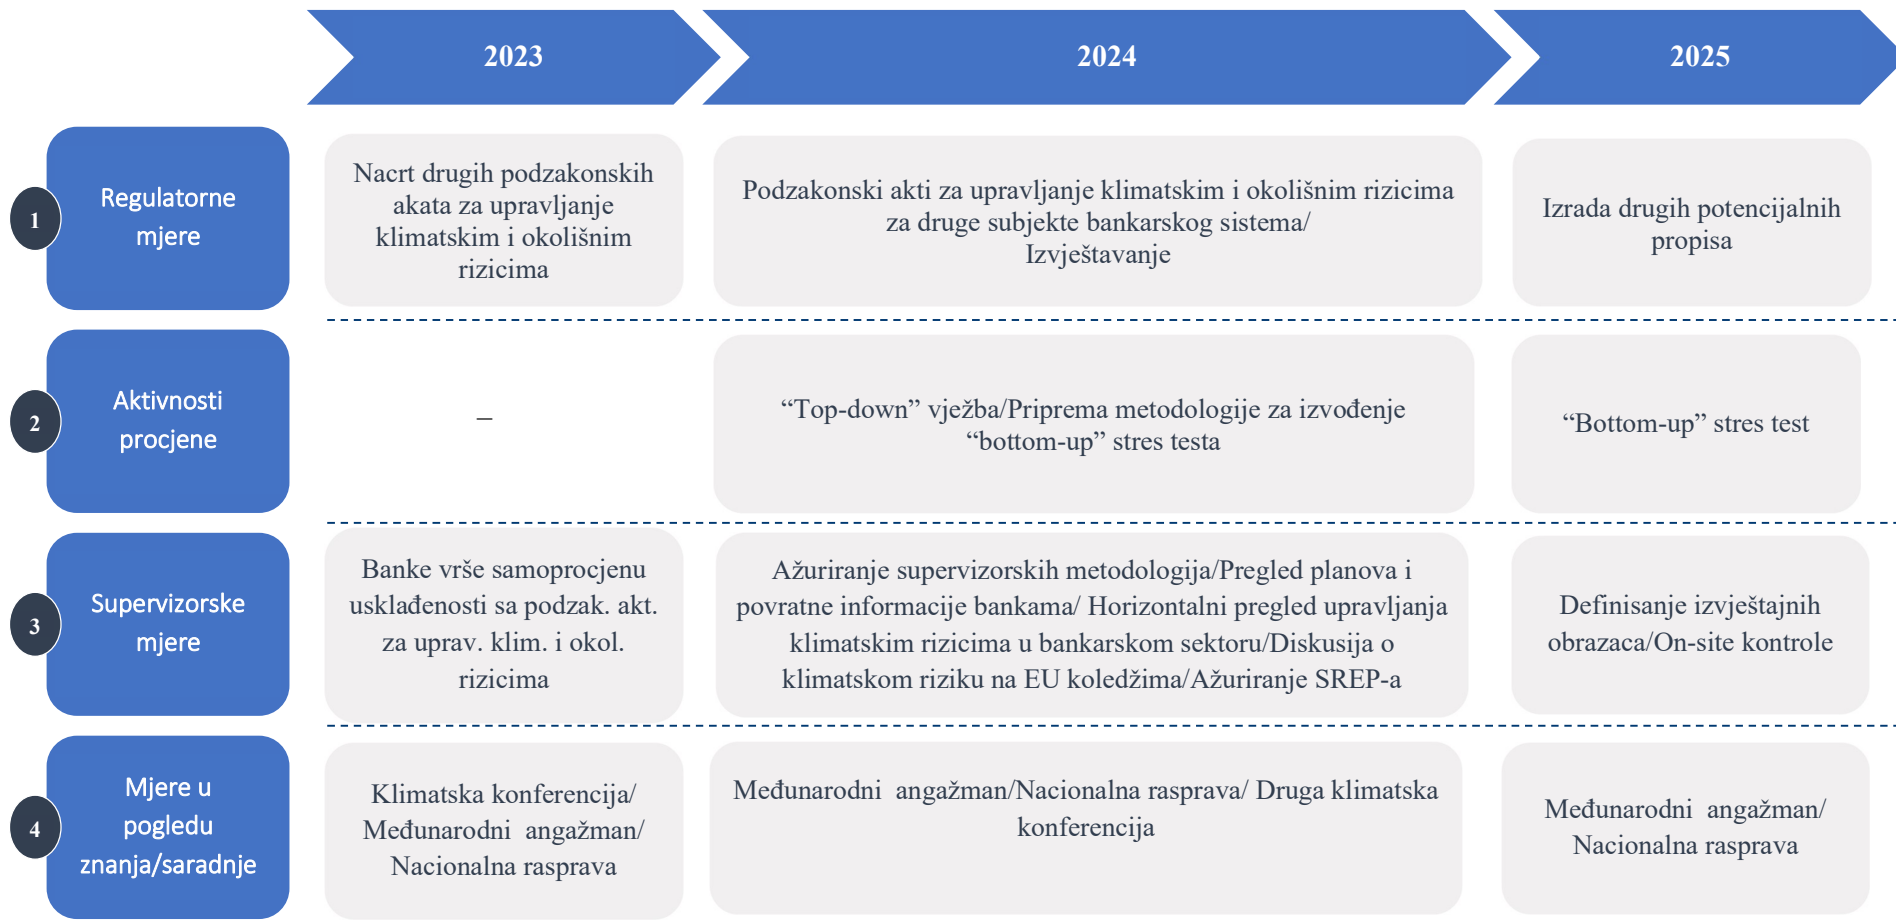 2023
2024
2025
1
Regulatorne
mjere
Nacrt drugih podzakonskih
akata za upravljanje
klimatskim i okolišnim
rizicima
Podzakonski akti za upravljanje klimatskim i okolišnim rizicima
za druge subjekte bankarskog sistema/
Izvještavanje
Izrada drugih potencijalnih
propisa
2
Aktivnosti
procjene
–
“Top-down” vježba/Priprema metodologije za izvođenje
“bottom-up” stres testa
“Bottom-up” stres test
3
Supervizorske
mjere
Banke vrše samoprocjenu
usklađenosti sa podzak. akt.
za uprav. klim. i okol.
rizicima
Ažuriranje supervizorskih metodologija/Pregled planova i
povratne informacije bankama/ Horizontalni pregled upravljanja
klimatskim rizicima u bankarskom sektoru/Diskusija o
klimatskom riziku na EU koledžima/Ažuriranje SREP-a
Definisanje izvještajnih
obrazaca/On-site kontrole
4
Mjere u
pogledu
znanja/saradnje
Klimatska konferencija/
Međunarodni  angažman/
Nacionalna rasprava
Međunarodni  angažman/Nacionalna rasprava/ Druga klimatska
konferencija
Međunarodni  angažman/
Nacionalna rasprava